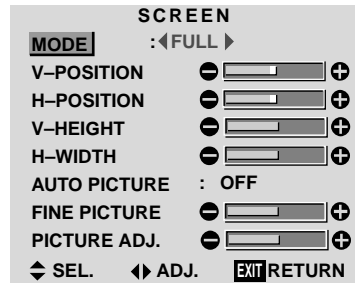 SCREEN
MODE : FULL
V–POSITION
H–POSITION
V–HEIGHT
H–WIDTH
AUTO PICTURE : OFF
FINE PICTURE
PICTURE ADJ.
SEL. ADJ. EXIT RETURN